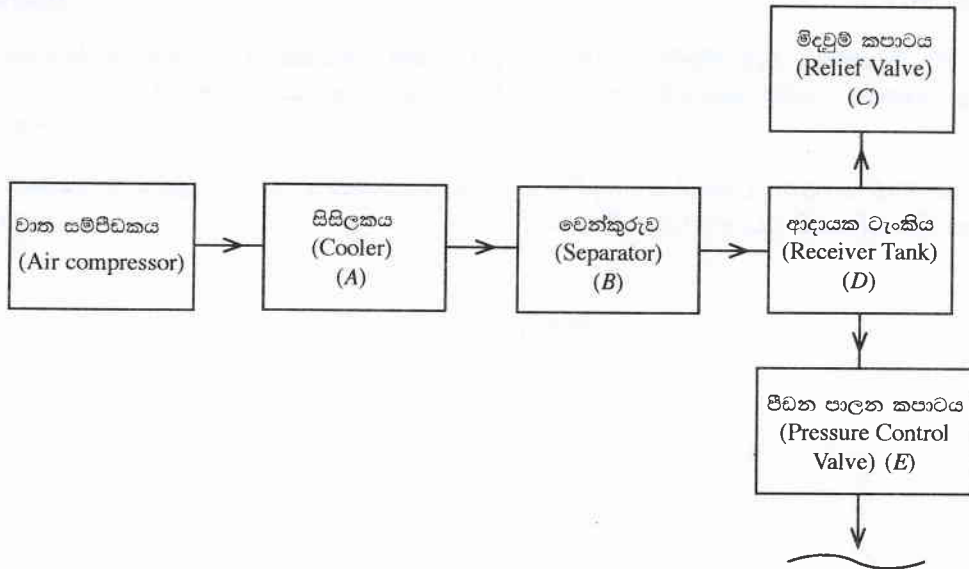 මිදවුම් කපාටය
(Relief Valve)
(C)
වාත සම්පීඩකය
(Air compressor)
සිසිලකය
(Cooler)
(A)
වෙන්කුරුව
(Separator)
(B)
ආදායක ටැංකිය
(Receiver Tank)
(D)
පීඩන පාලන කපාටය
(Pressure Control
Valve) (E)